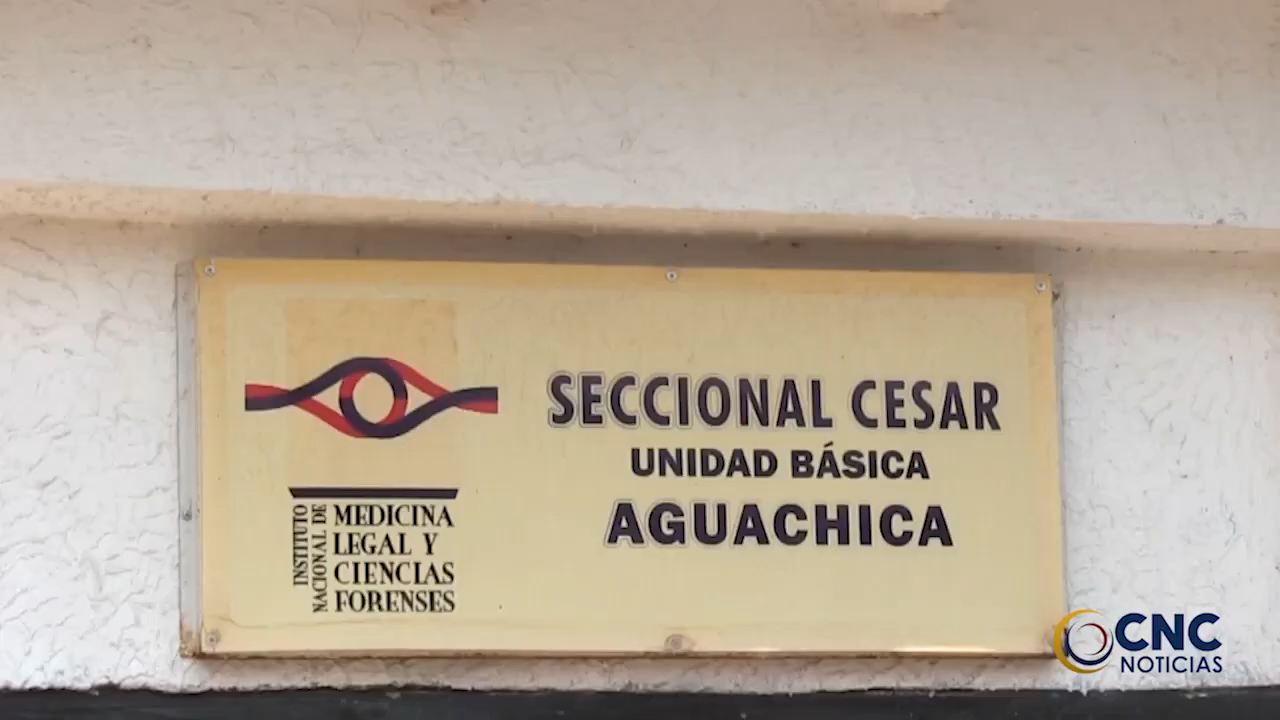 SECCIONAL CESAR
UNIDAD BÁSICA
AGUACHICA
INSTITUTO
NACIONAL DE
MEDICINA
LEGAL Y
CIENCIAS
FORENSES
CNC
NOTICIAS